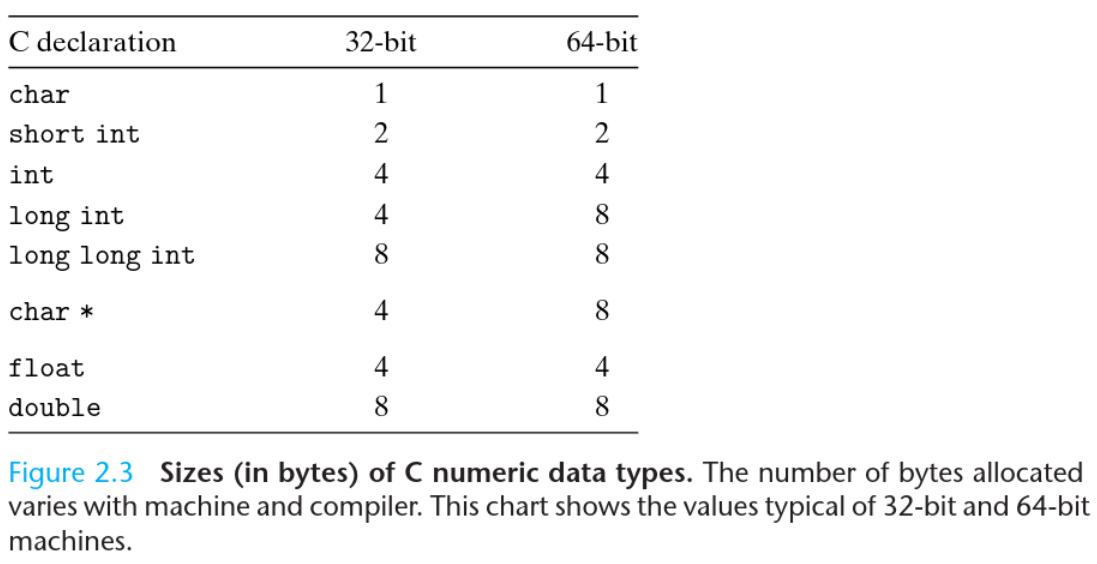 C declaration 32-bit 64-bit
char 1 1
short int 2 2
int 4 4
long int 4 8
long long int 8 8
char * 4 8
float 4 4
double 8 8
Figure 2.3 Sizes (in bytes) of C numeric data types. The number of bytes allocated
varies with machine and compiler. This chart shows the values typical of 32-bit and 64-bit
machines.